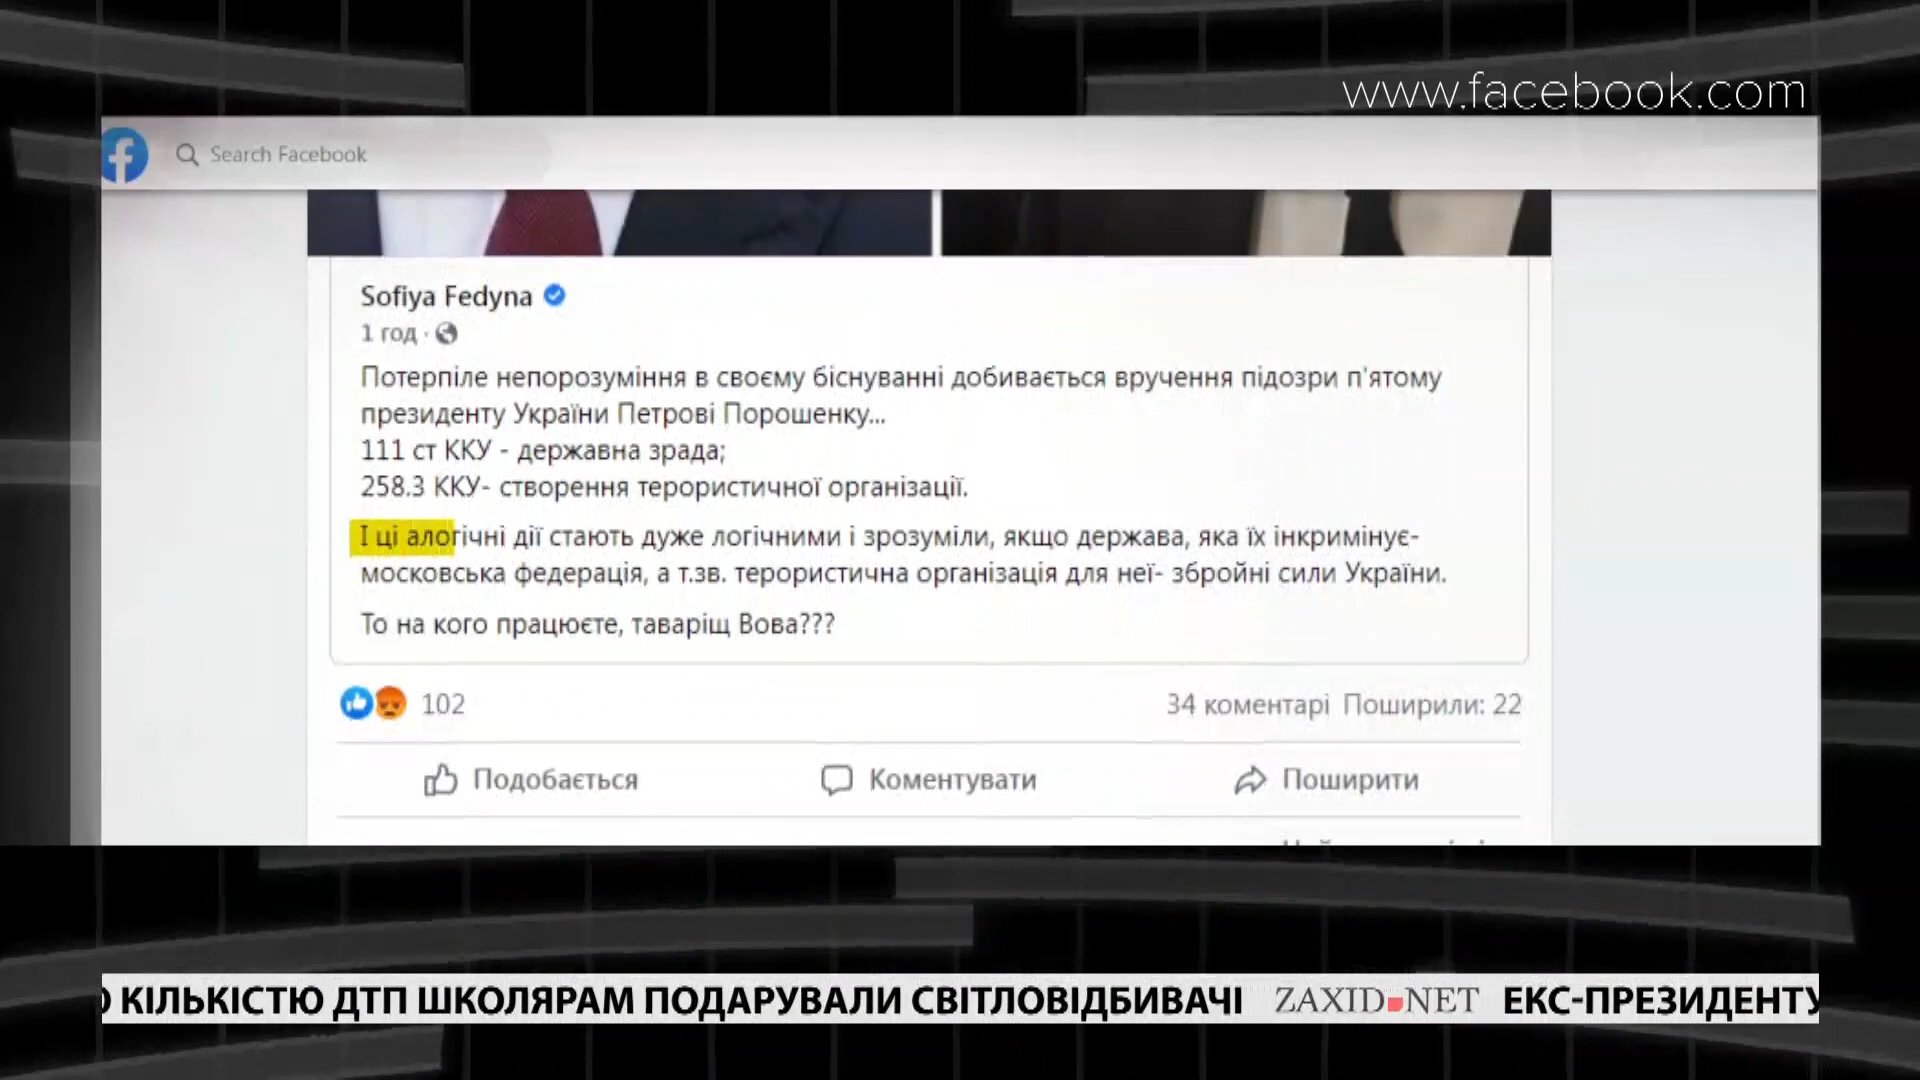 www.facebook.com
Search Facebook
Sofiya Fedyna
1 год ·
Потерпіле непорозуміння в своєму біснуванні добивається вручення підозри п'ятому
президенту України Петрові Порошенку...
111 ст ККУ - державна зрада;
258.3 ККУ- створення терористичної організації.
І ці алогічні дії стають дуже логічними і зрозуміли, якщо держава, яка їх інкримінує-
московська федерація, а т.зв. терористична організація для неї- збройні сили України.
То на кого працюєте, таваріщ Вова???
102
34 коментарі Поширили: 22
Подобається Коментувати Поширити
КІЛЬКІСТЮ ДТП ШКОЛЯРАМ ПОДАРУВАЛИ СВІТЛОВІДБИВАЧІ ZAXID.NET ЕКС-ПРЕЗИДЕНТУ